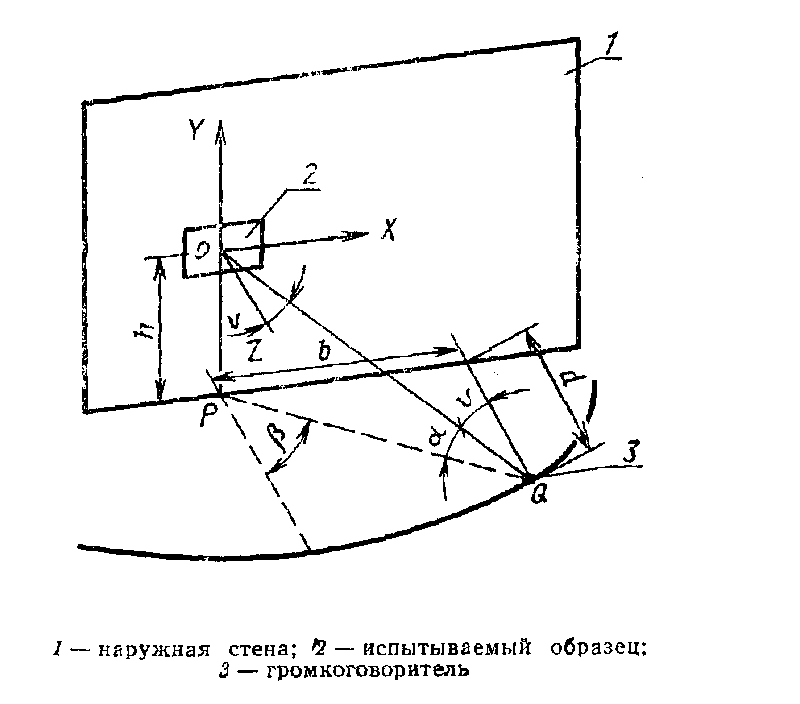 1
Y
2
O
X
h
ν
Z
b
d
P
β
α
ν
3
Q
1 — наружная стена; 2 — испытываемый образец;
3 — громкоговоритель